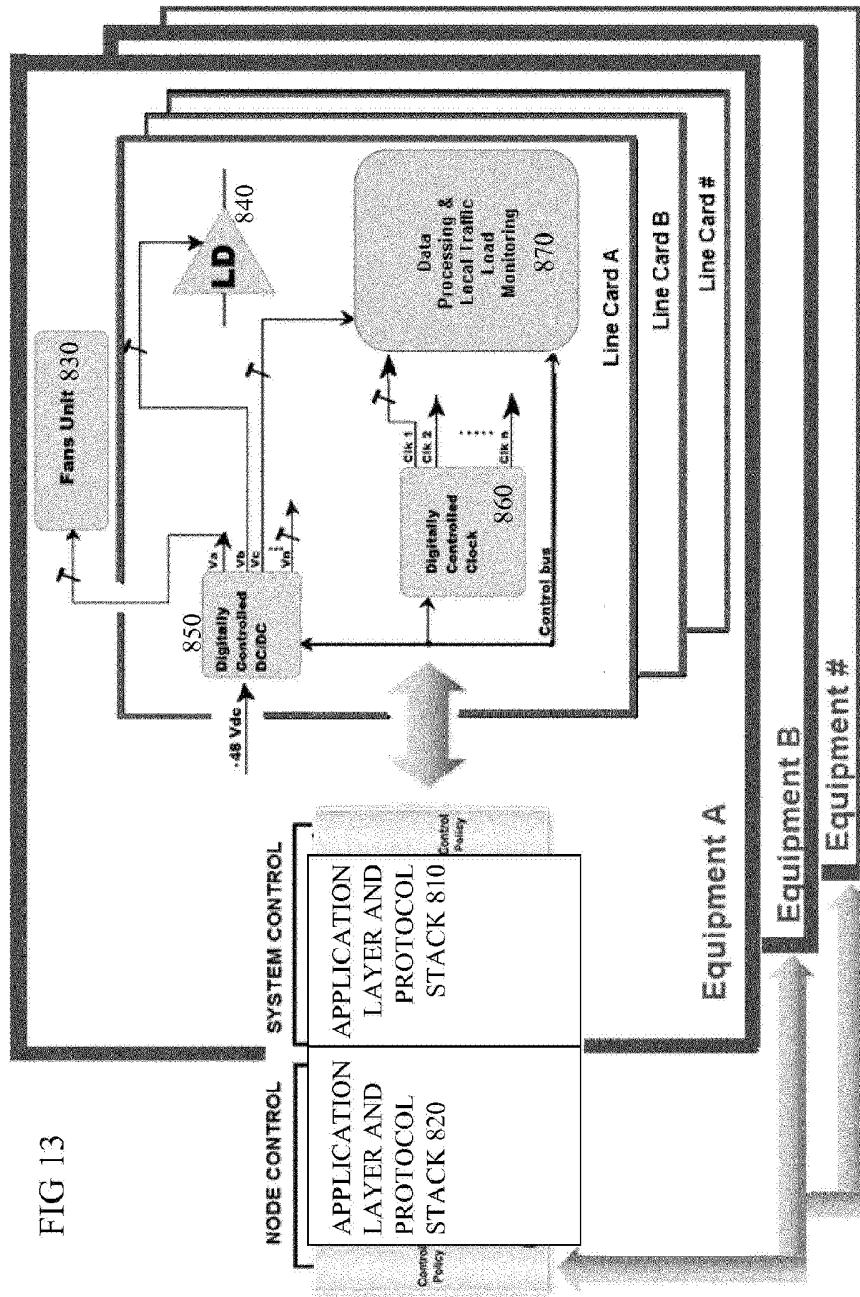 FIG 13
NODE CONTROL
SYSTEM CONTROL
Control
Policy
APPLICATION
LAYER AND
PROTOCOL
STACK 820
APPLICATION
LAYER AND
PROTOCOL
STACK 810
Control
Policy
Fans Unit 830
LD
840
-48 Vdc
850
Digitally
Controlled
DC/DC
Va
Vb
Vc
Vn
Digitally
Controlled
Clock
860
Clk 1
Clk 2
Clk n
Data
Processing &
Local Traffic
Load
Monitoring
870
Control bus
Line Card A
Line Card B
Line Card #
Equipment A
Equipment B
Equipment #